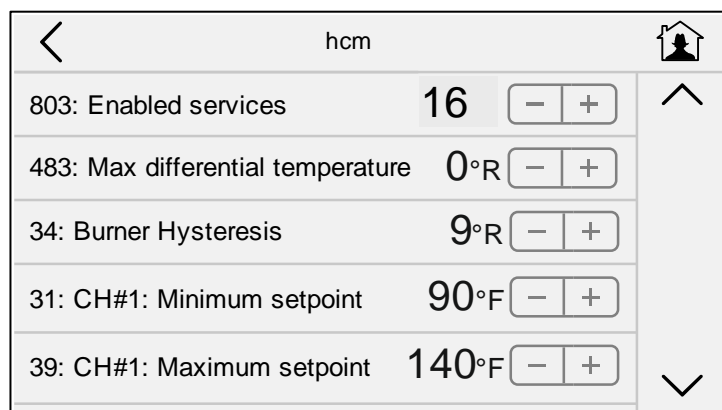 hcm
803: Enabled services 16 − +
483: Max differential temperature 0°R − +
34: Burner Hysteresis 9°R − +
31: CH#1: Minimum setpoint 90°F − +
39: CH#1: Maximum setpoint 140°F − +